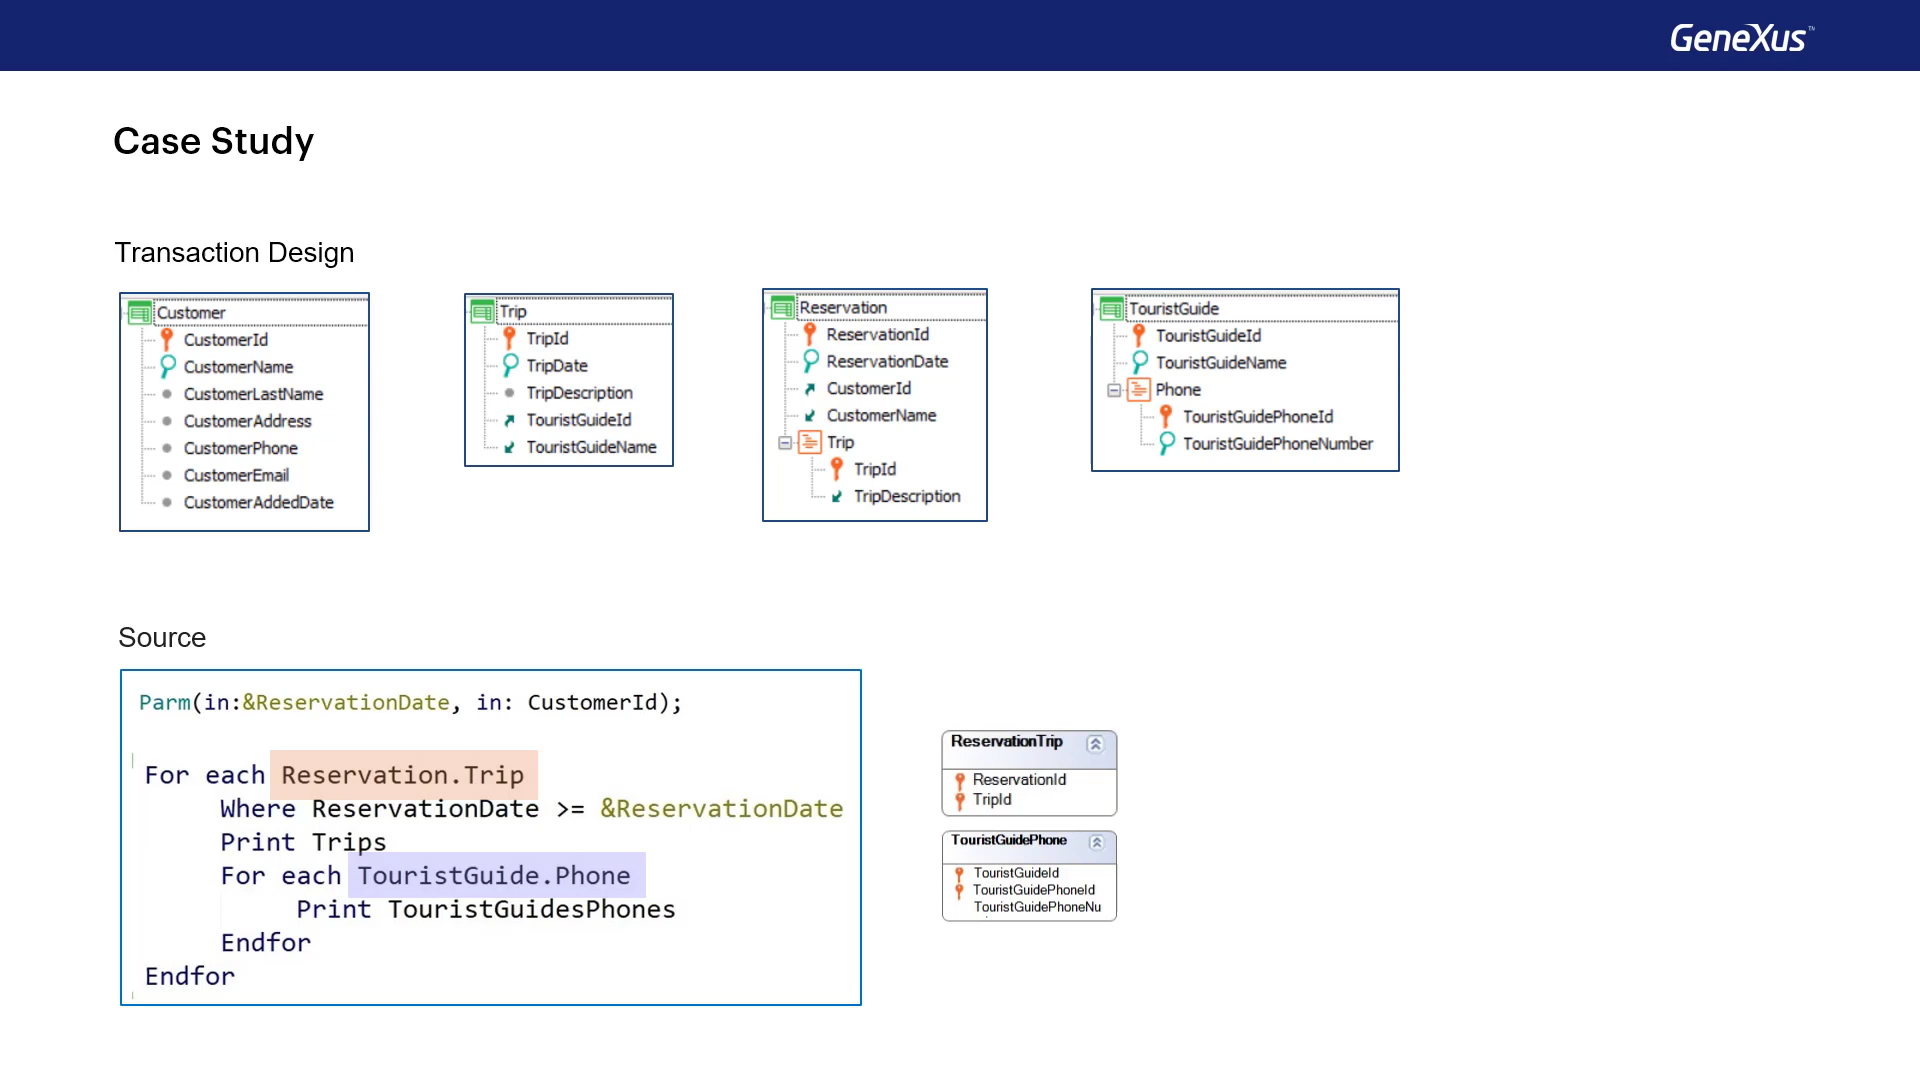 GeneXus™
Case Study
Transaction Design
Customer
CustomerId
CustomerName
CustomerLastName
CustomerAddress
CustomerPhone
CustomerEmail
CustomerAddedDate
Trip
TripId
TripDate
TripDescription
TouristGuideId
TouristGuideName
Reservation
ReservationId
ReservationDate
CustomerId
CustomerName
Trip
TripId
TripDescription
TouristGuide
TouristGuideId
TouristGuideName
Phone
TouristGuidePhoneId
TouristGuidePhoneNumber
Source
Parm(in:&ReservationDate, in: CustomerId);
For each Reservation.Trip
Where ReservationDate >= &ReservationDate
Print Trips
For each TouristGuide.Phone
Print TouristGuidesPhones
Endfor
Endfor
ReservationTrip
ReservationId
TripId
TouristGuidePhone
TouristGuideId
TouristGuidePhoneId
TouristGuidePhoneNu